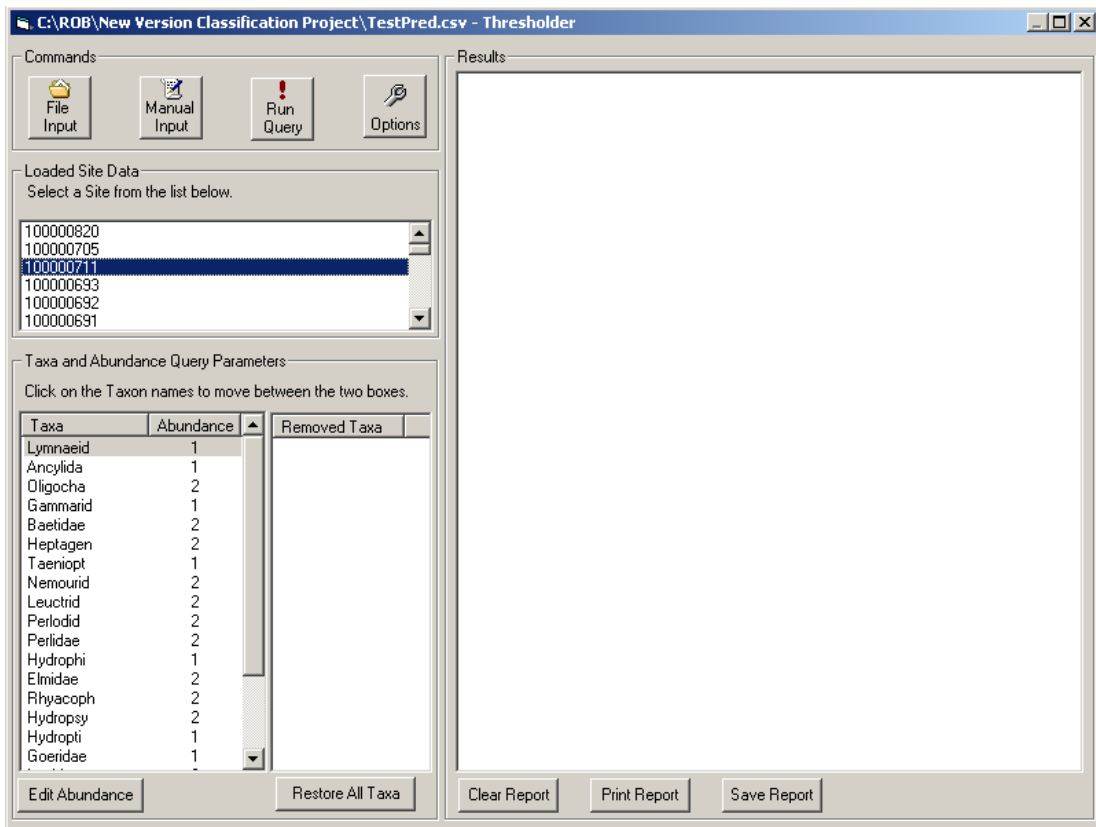 C:\ROB\New Version Classification Project\TestPred.csv - Thresholder
Commands
File Input
Manual Input
Run Query
Options
Loaded Site Data
Select a Site from the list below.
100000820
100000705
100000711
100000693
100000692
100000691
Taxa and Abundance Query Parameters
Click on the Taxon names to move between the two boxes.
Taxa Abundance Removed Taxa
Lymnaeid 1
Ancylida 1
Oligocha 2
Gammarid 1
Baetidae 2
Heptagen 2
Taeniopt 1
Nemourid 2
Leuctrid 2
Perlodid 2
Perlidae 2
Hydrophi 1
Elmidae 2
Rhyacoph 2
Hydropsy 2
Hydropti 1
Goeridae 1
Edit Abundance
Restore All Taxa
Results
Clear Report
Print Report
Save Report